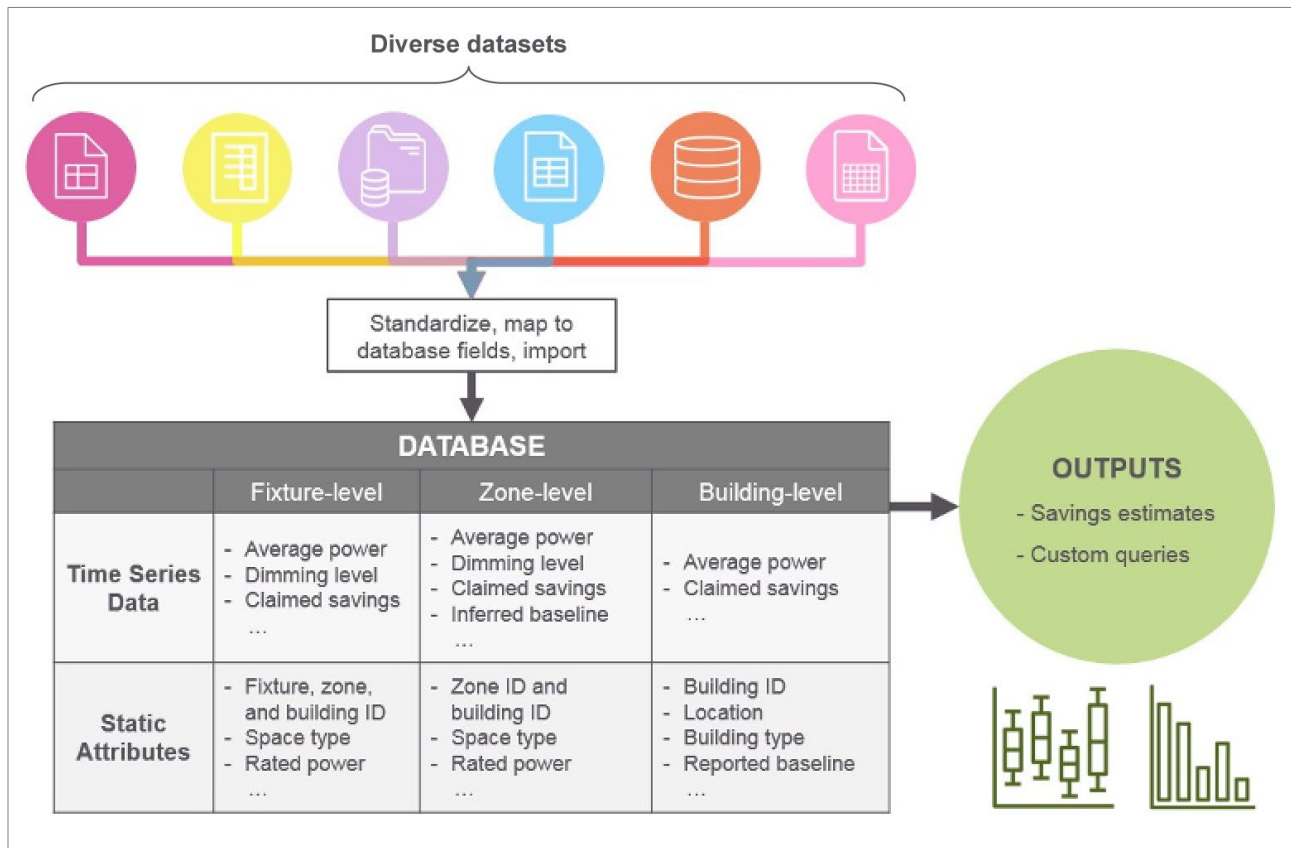 Diverse datasets
Standardize, map to
database fields, import
DATABASE
Fixture-level
Zone-level
Building-level
Time Series
Data
- Average power
- Dimming level
- Claimed savings
...
- Average power
- Dimming level
- Claimed savings
- Inferred baseline
...
- Average power
- Claimed savings
...
Static
Attributes
- Fixture, zone,
and building ID
- Space type
- Rated power
...
- Zone ID and
building ID
- Space type
- Rated power
...
- Building ID
- Location
- Building type
- Reported baseline
...
OUTPUTS
- Savings estimates
- Custom queries